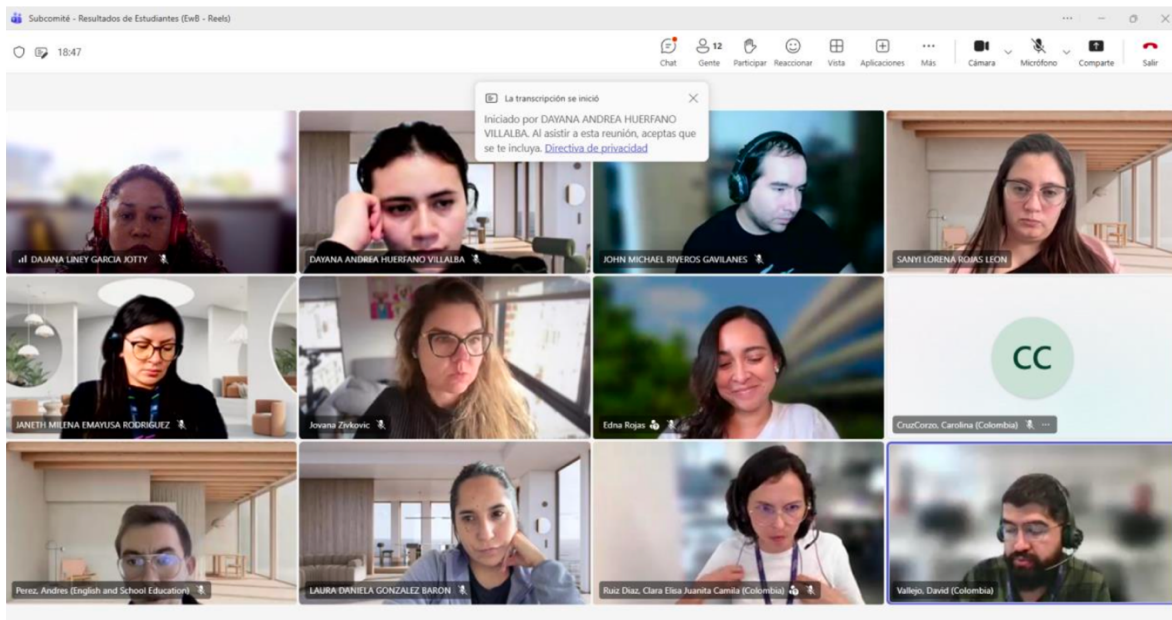 Subcomité - Resultados de Estudiantes (EwB - Reels)
18:47
12
Chat
Gente
Participar
Reaccionar
Vista
Aplicaciones
Más
Cámara
Micrófono
Comparte
Salir
La transcripción se inició
Iniciado por DAYANA ANDREA HUERFANO
VILLALBA. Al asistir a esta reunión, aceptas que
se te incluya. Directiva de privacidad
DAJANA LINEY GARCIA JOTTY
DAYANA ANDREA HUERFANO VILLALBA
JOHN MICHAEL RIVEROS GAVILANES
SANYI LORENA ROJAS LEON
JANETH MILENA EMAYUSA RODRIGUEZ
Jovana Zivkovic
Edna Rojas
CC
CruzCorzo, Carolina (Colombia)
Perez, Andres (English and School Education)
LAURA DANIELA GONZALEZ BARON
Ruiz Diaz, Clara Elisa Juanita Camila (Colombia)
Vallejo, David (Colombia)